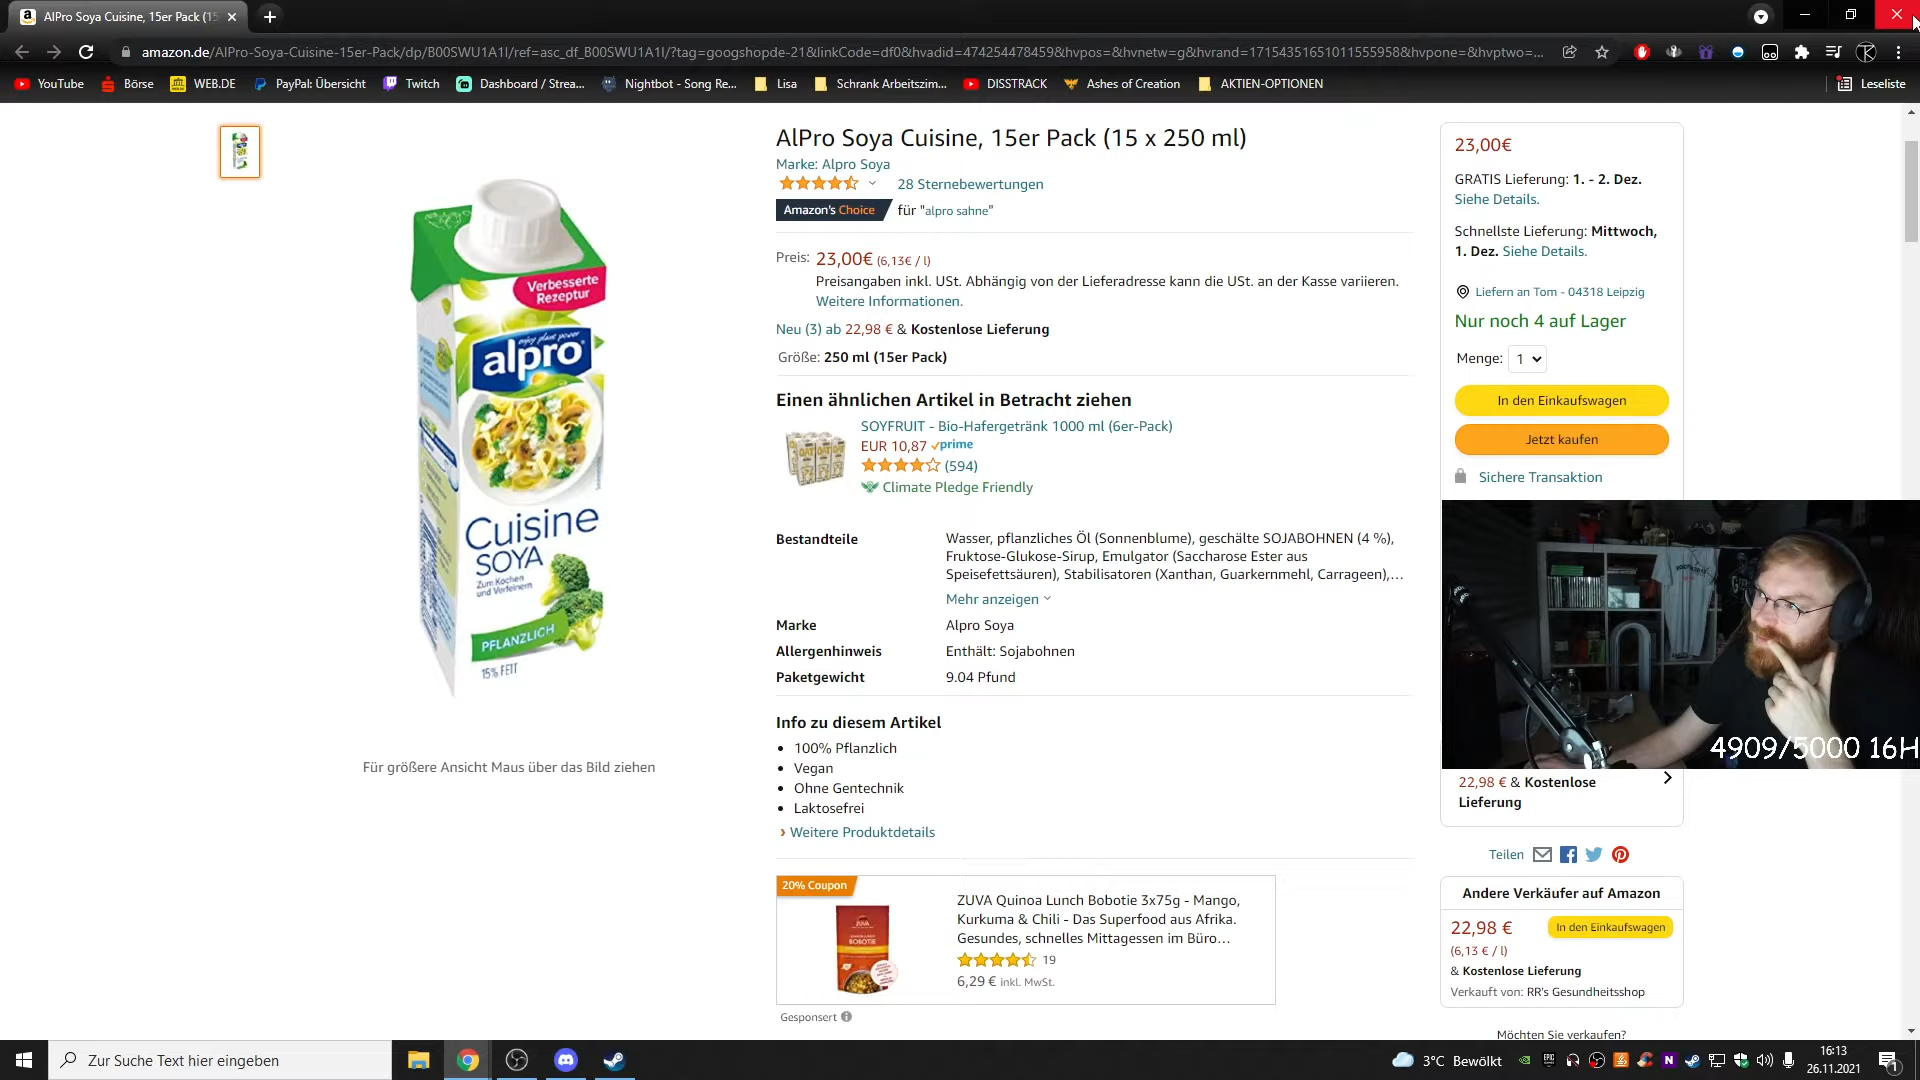 AlPro Soya Cuisine, 15er Pack (15
amazon.de/AlPro-Soya-Cuisine-15er-Pack/dp/B00SWU1A1I/ref=asc_df_B00SWU1A1I/?tag=googshopde-21&linkCode=df0&hvadid=474254478459&hvpos=&hvnetw=g&hvrand=17154351651011555958&hvpone=&hvptwo=...
YouTube
Börse
WEB.DE
PayPal: Übersicht
Twitch
Dashboard / Strea...
Nightbot - Song Re...
Lisa
Schrank Arbeitszim...
DISSTRACK
Ashes of Creation
AKTIEN-OPTIONEN
Leseliste
Verbesserte
Rezeptur
enjoy plant power
alpro
Cuisine
SOYA
Zum Kochen
und Verfeinern
PFLANZLICH
15% FETT
Für größere Ansicht Maus über das Bild ziehen
AlPro Soya Cuisine, 15er Pack (15 x 250 ml)
Marke: Alpro Soya
28 Sternebewertungen
Amazon's Choice für "alpro sahne"
Preis: 23,00€ (6,13€ / l)
Preisangaben inkl. USt. Abhängig von der Lieferadresse kann die USt. an der Kasse variieren.
Weitere Informationen.
Neu (3) ab 22,98 € & Kostenlose Lieferung
Größe: 250 ml (15er Pack)
Einen ähnlichen Artikel in Betracht ziehen
SOYFRUIT - Bio-Hafergetränk 1000 ml (6er-Pack)
EUR 10,87 prime
(594)
Climate Pledge Friendly
OAT
Bestandteile Wasser, pflanzliches Öl (Sonnenblume), geschälte SOJABOHNEN (4 %),
Fruktose-Glukose-Sirup, Emulgator (Saccharose Ester aus
Speisefettsäuren), Stabilisatoren (Xanthan, Guarkernmehl, Carrageen),...
Mehr anzeigen
Marke Alpro Soya
Allergenhinweis Enthält: Sojabohnen
Paketgewicht 9.04 Pfund
Info zu diesem Artikel
100% Pflanzlich
Vegan
Ohne Gentechnik
Laktosefrei
› Weitere Produktdetails
20% Coupon
ZUVA
BOBOTIE
ZUVA Quinoa Lunch Bobotie 3x75g - Mango,
Kurkuma & Chili - Das Superfood aus Afrika.
Gesundes, schnelles Mittagessen im Büro...
19
6,29 € inkl. MwSt.
Gesponsert
23,00€
GRATIS Lieferung: 1. - 2. Dez.
Siehe Details.
Schnellste Lieferung: Mittwoch,
1. Dez. Siehe Details.
Liefern an Tom - 04318 Leipzig
Nur noch 4 auf Lager
Menge: 1
In den Einkaufswagen
Jetzt kaufen
Sichere Transaktion
4909/5000 16H
22,98 € & Kostenlose
Lieferung
Teilen
Andere Verkäufer auf Amazon
22,98 € In den Einkaufswagen
(6,13 € / l)
& Kostenlose Lieferung
Verkauft von: RR's Gesundheitsshop
Möchten Sie verkaufen?
Zur Suche Text hier eingeben
3°C Bewölkt
16:13
26.11.2021
1